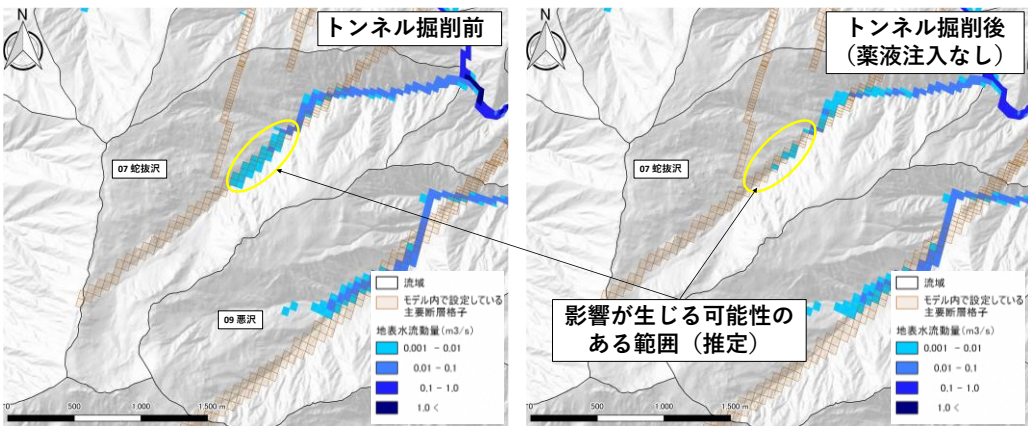 N
トンネル掘削前
07 蛇抜沢
09 悪沢
流域
モデル内で設定している
主要断層格子
地表水流動量(m3/s)
0.001 - 0.01
0.01 - 0.1
0.1 - 1.0
1.0 <
0 500 1 000 1 500 m
N
トンネル掘削後
(薬液注入なし)
07 蛇抜沢
09 悪沢
流域
モデル内で設定している
主要断層格子
地表水流動量(m3/s)
0.001 - 0.01
0.01 - 0.1
0.1 - 1.0
1.0 <
0 500 1 000 1 500 m
影響が生じる可能性の
ある範囲(推定)